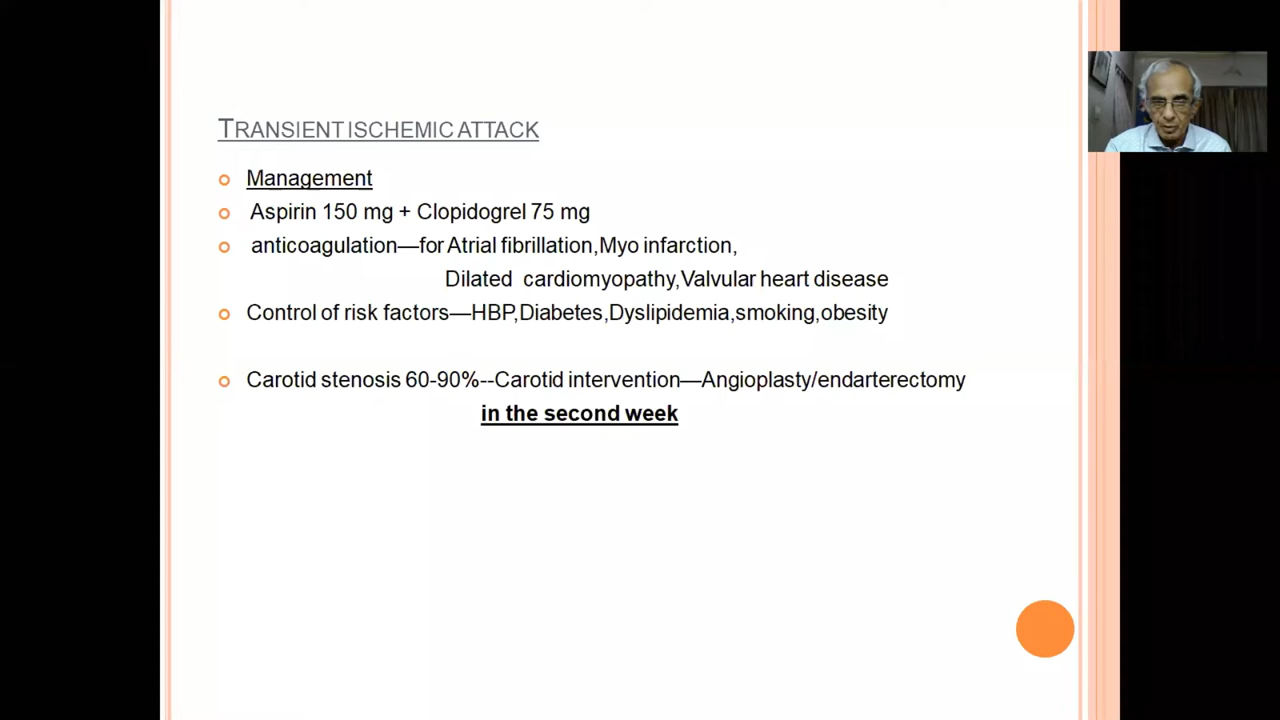 TRANSIENT ISCHEMIC ATTACK
Management
Aspirin 150 mg + Clopidogrel 75 mg
anticoagulation—for Atrial fibrillation,Myo infarction,
Dilated cardiomyopathy,Valvular heart disease
Control of risk factors—HBP,Diabetes,Dyslipidemia,smoking,obesity
Carotid stenosis 60-90%--Carotid intervention—Angioplasty/endarterectomy
in the second week